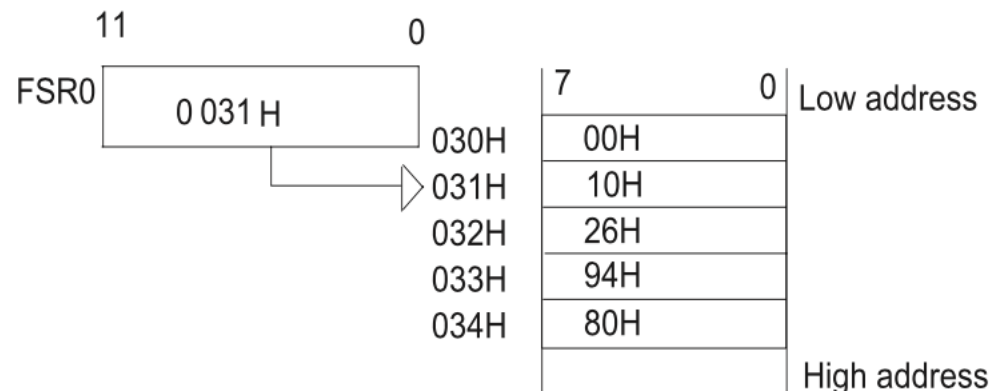 11 0
FSR0
0 031 H
7 0
Low address
030H 00H
031H 10H
032H 26H
033H 94H
034H 80H
High address